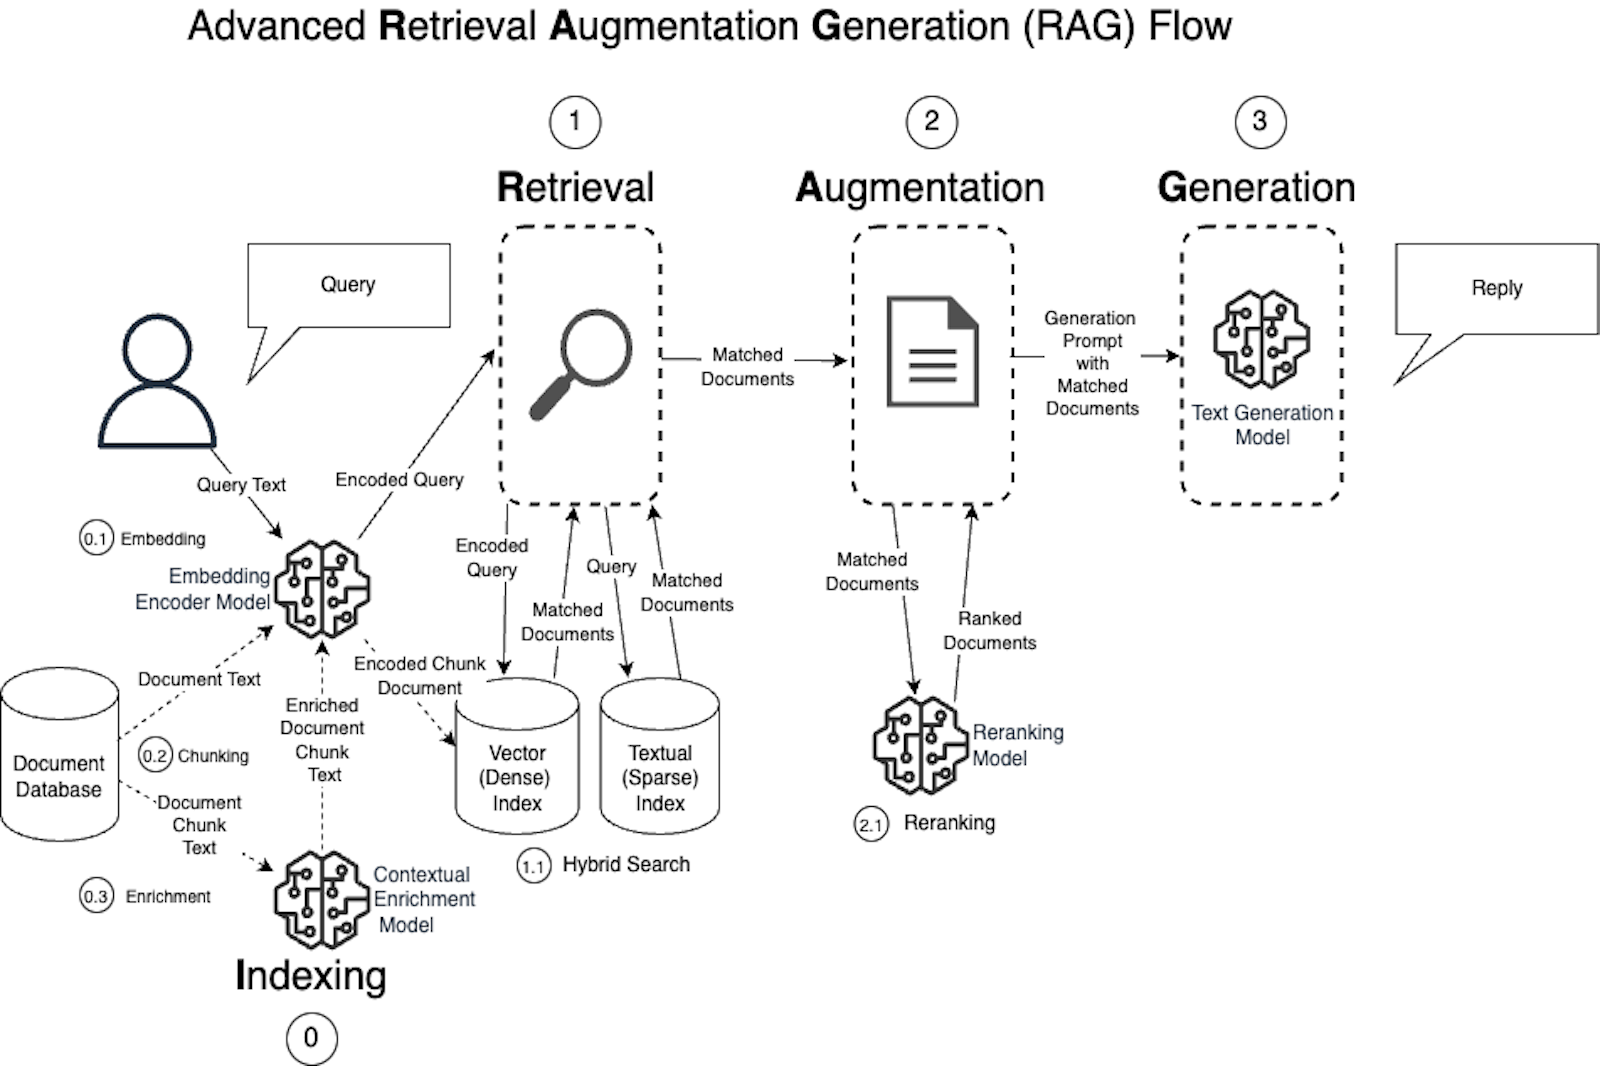 Advanced Retrieval Augmentation Generation (RAG) Flow
1
2
3
Retrieval
Augmentation
Generation
Query
Reply
Matched
Documents
Generation
Prompt
with
Matched
Documents
Text Generation
Model
Query Text
Encoded Query
0.1
Embedding
Embedding
Encoder Model
Encoded
Query
Matched
Documents
Query
Matched
Documents
Matched
Documents
Ranked
Documents
Document Text
Encoded Chunk
Document
Enriched
Document
Chunk
Text
0.2
Chunking
Document
Database
Document
Chunk
Text
Vector
(Dense)
Index
Textual
(Sparse)
Index
Reranking
Model
2.1
Reranking
1.1
Hybrid Search
0.3
Enrichment
Contextual
Enrichment
Model
Indexing
0